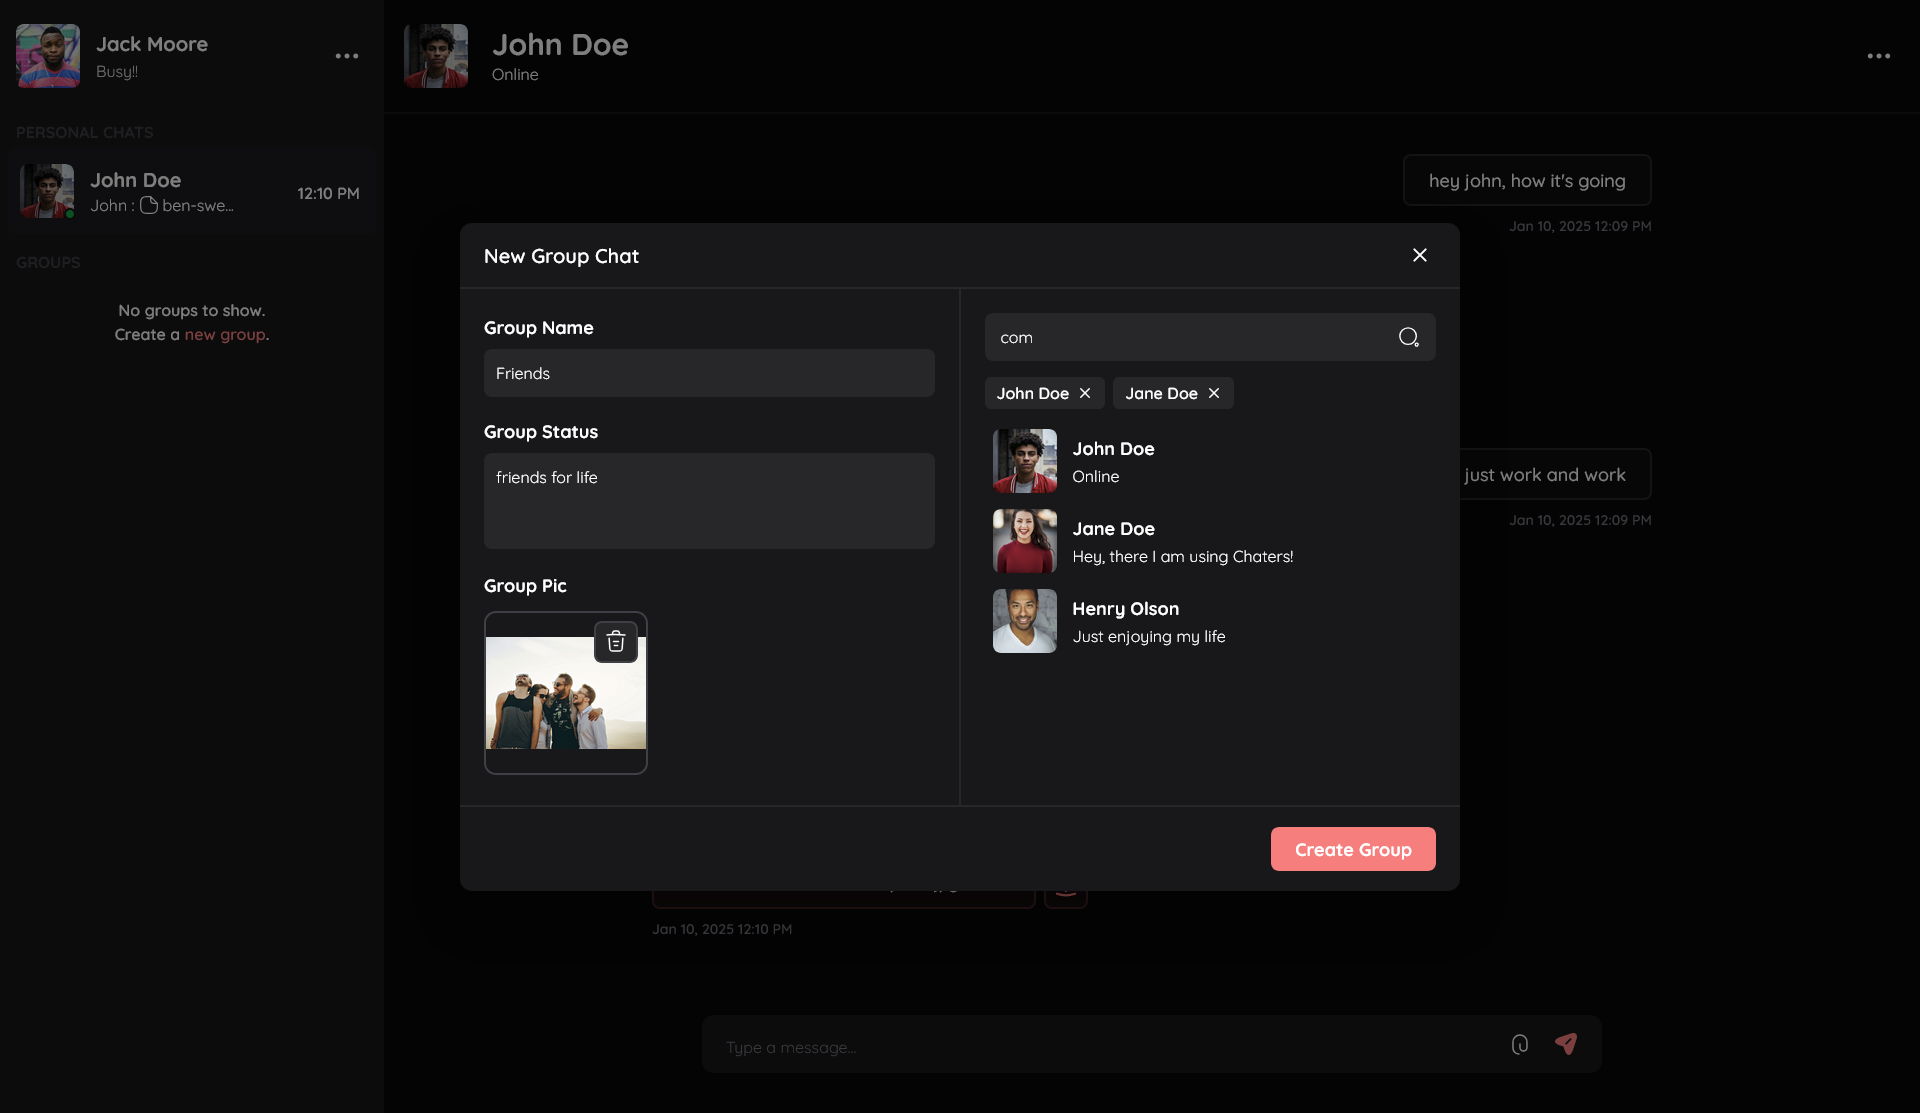 Jack Moore
Busy!!
PERSONAL CHATS
John Doe
John : ben-swe...
12:10 PM
GROUPS
No groups to show.
Create a new group.
John Doe
Online
hey john, how it's going
Jan 10, 2025 12:09 PM
just work and work
Jan 10, 2025 12:09 PM
New Group Chat
Group Name
Friends
Group Status
friends for life
Group Pic
com
John Doe
Jane Doe
John Doe
Online
Jane Doe
Hey, there I am using Chaters!
Henry Olson
Just enjoying my life
Create Group
Jan 10, 2025 12:10 PM
Type a message...